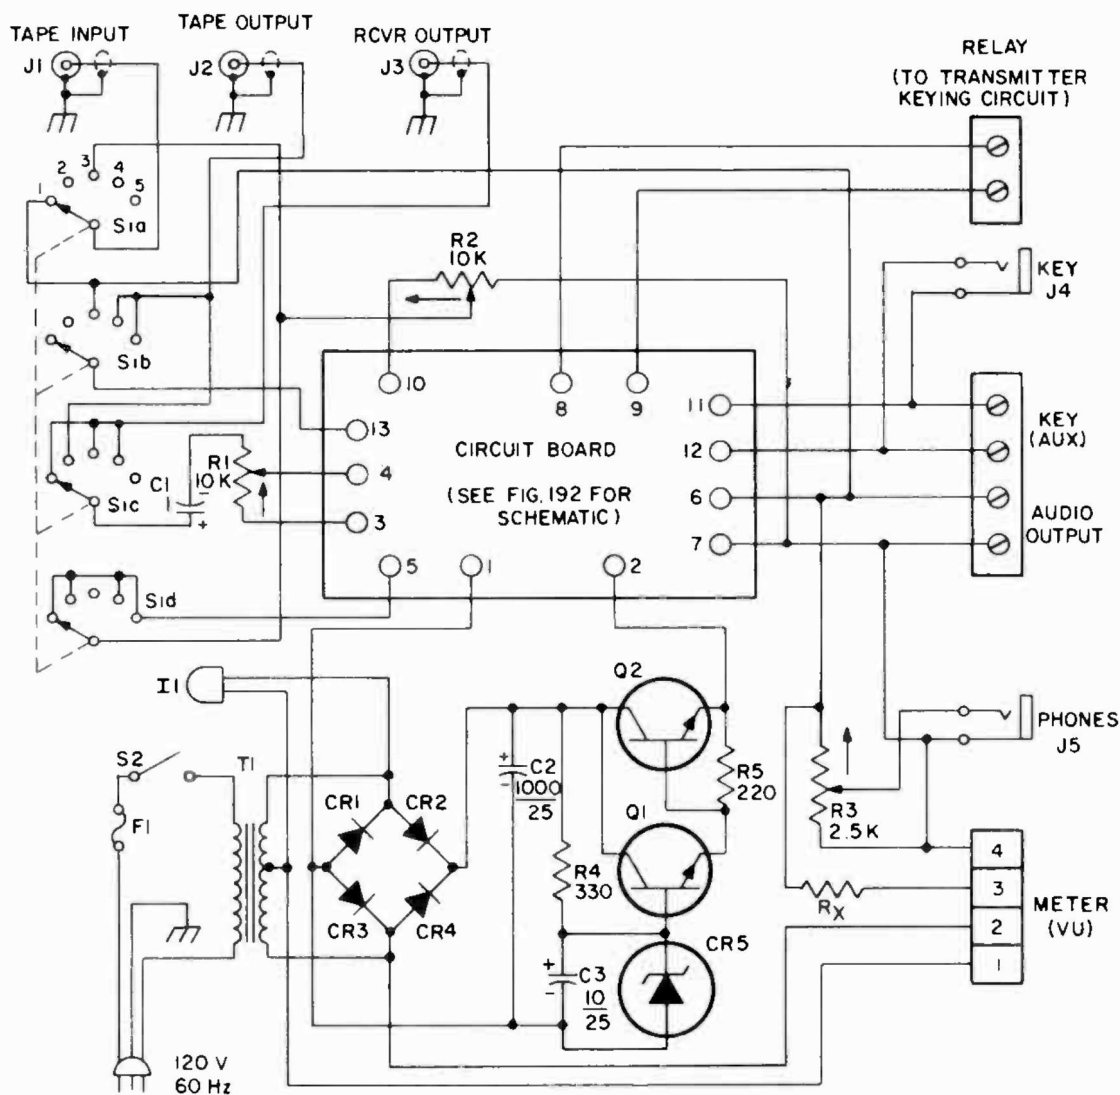 TAPE INPUT
J1
TAPE OUTPUT
J2
RCVR OUTPUT
J3
RELAY
(TO TRANSMITTER
KEYING CIRCUIT)
1
2
3
4
5
S1a
R2
10K
KEY
J4
S1b
10
8
9
11
KEY
(AUX)
13
CIRCUIT BOARD
12
R1
10K
4
C1
1
-
+
S1c
(SEE FIG. 192 FOR
SCHEMATIC)
6
AUDIO
OUTPUT
3
7
5
1
2
S1d
I1
Q2
PHONES
J5
S2
T1
+
-
C2
1000
25
R5
220
F1
CR1
CR2
Q1
R3
2.5K
R4
330
4
3
2
1
RX
METER
(VU)
CR3
CR4
CR5
+
-
C3
10
25
120 V
60 Hz